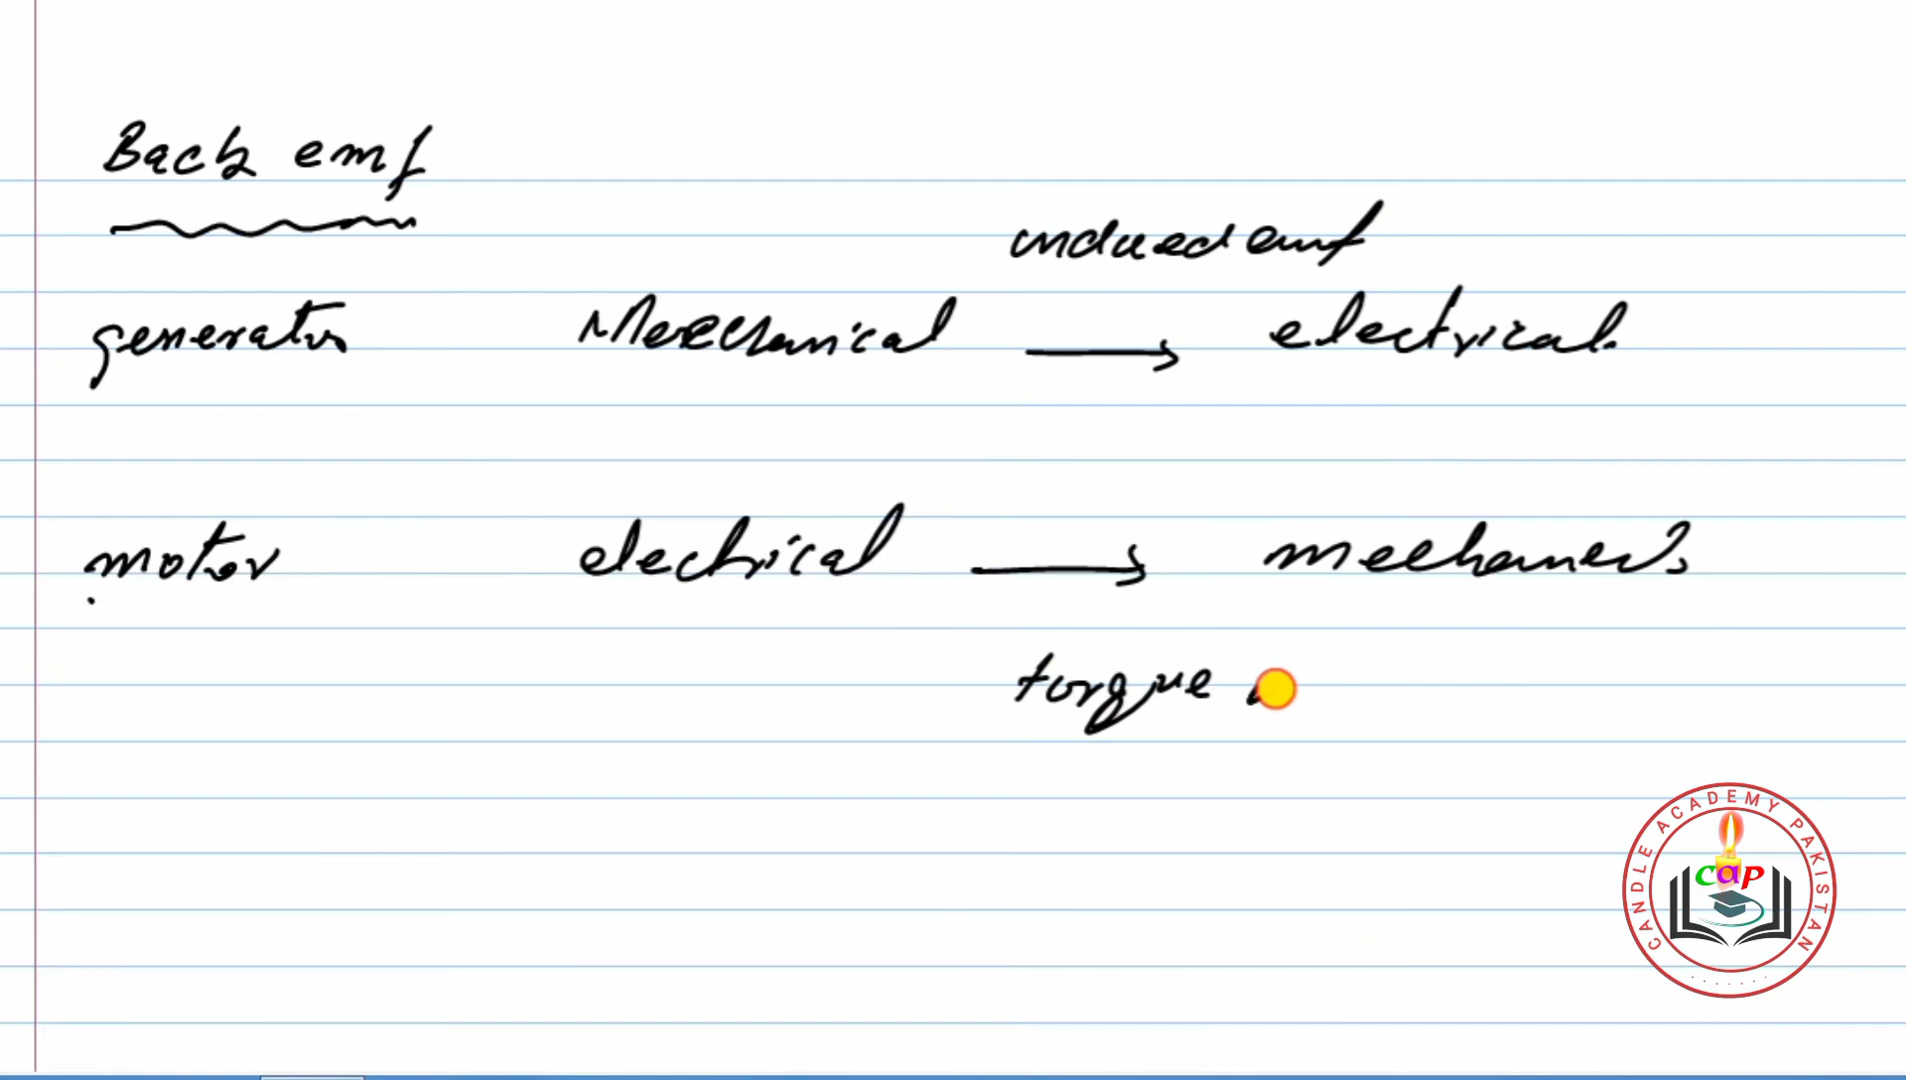 Back emf
induced emf
generator Mechanical → electrical.
motor electrical → mechanical
torque
CANDLE ACADEMY PAKISTAN
cap